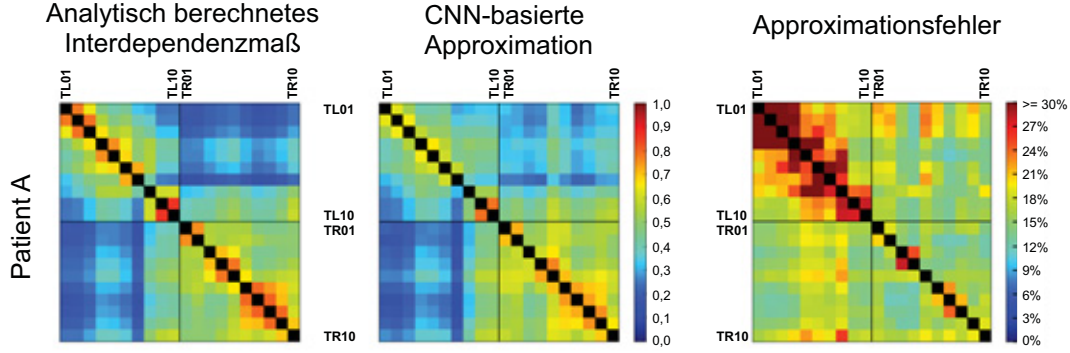 Analytisch berechnetes
Interdependenzmaß
CNN-basierte
Approximation
Approximationsfehler
TL01
TL10
TR01
TR10
TL01
TL10
TR01
TR10
TL01
TL10
TR01
TR10
Patient A
TL01
TL10
TR01
TR10
1,0
0,9
0,8
0,7
0,6
0,5
0,4
0,3
0,2
0,1
0,0
TL01
TL10
TR01
TR10
>= 30%
27%
24%
21%
18%
15%
12%
9%
6%
3%
0%